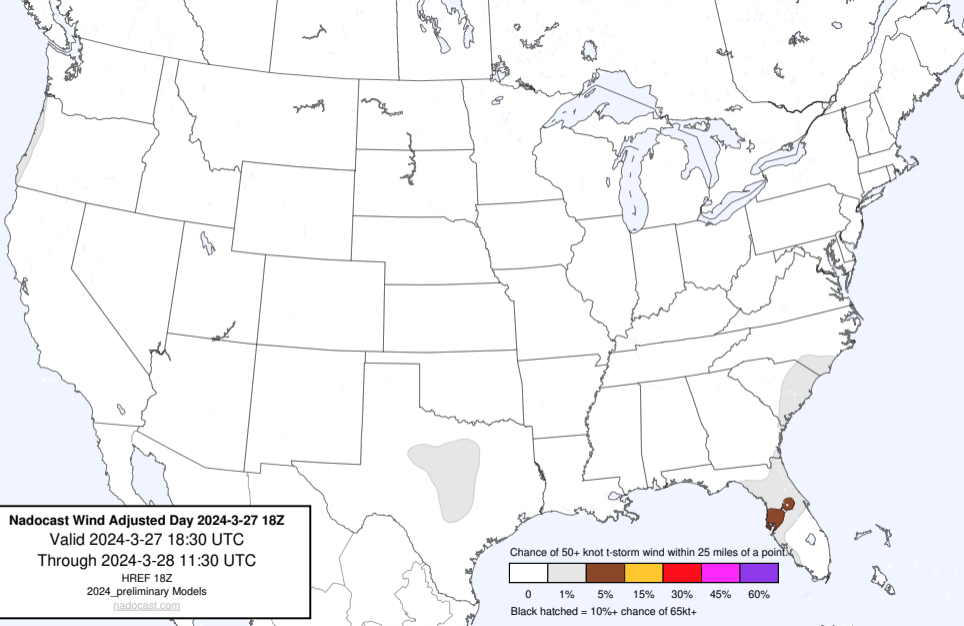 Nadocast Wind Adjusted Day 2024-3-27 18Z
Valid 2024-3-27 18:30 UTC
Through 2024-3-28 11:30 UTC
HREF 18Z
2024_preliminary Models
nadocast.com
Chance of 50+ knot t-storm wind within 25 miles of a point.
0 1% 5% 15% 30% 45% 60%
Black hatched = 10%+ chance of 65kt+